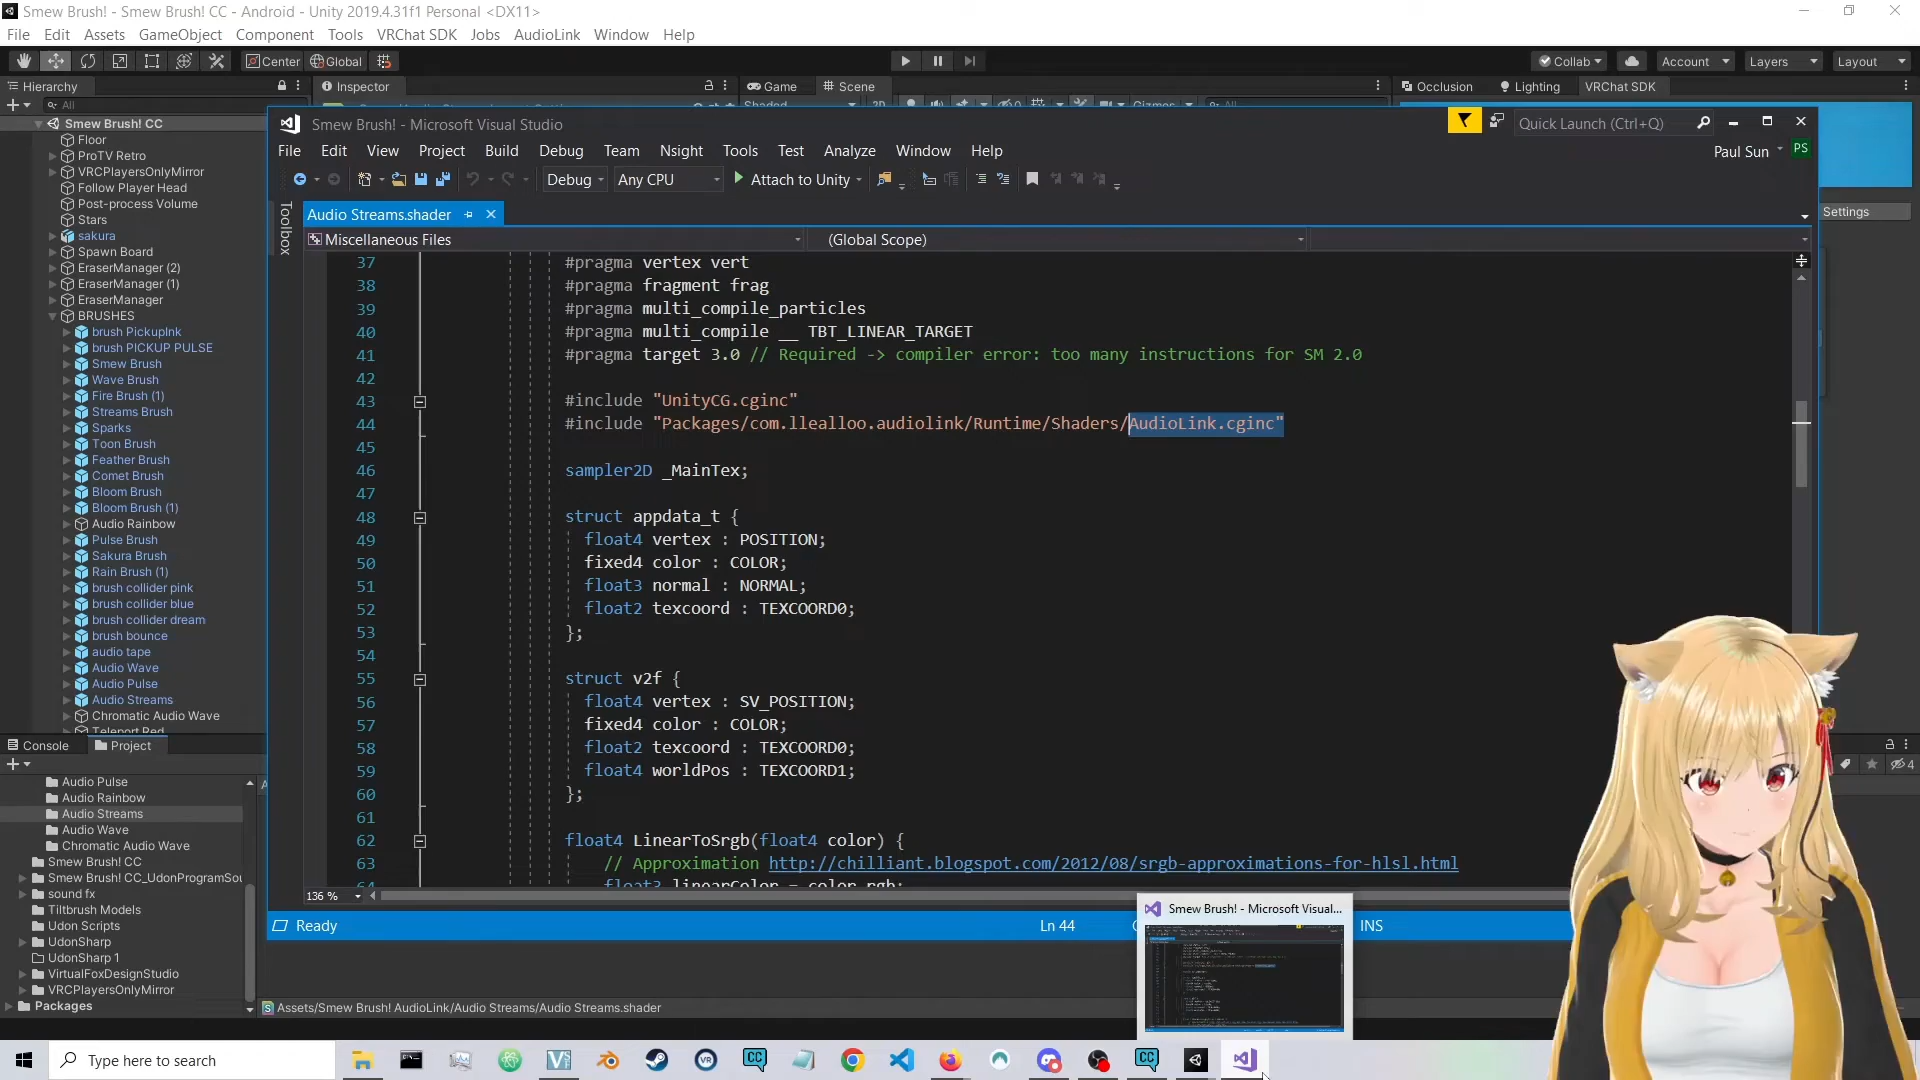 Smew Brush! - Smew Brush! CC - Android - Unity 2019.4.31f1 Personal <DX11>
File Edit Assets GameObject Component Tools VRChat SDK Jobs AudioLink Window Help
Center Global Collab Account Layers Layout
Hierarchy Inspector Game Scene Occlusion Lighting VRChat SDK
All
Smew Brush! CC
Floor
ProTV Retro
VRCPlayersOnlyMirror
Follow Player Head
Post-process Volume
Stars
sakura
Spawn Board
EraserManager (2)
EraserManager (1)
EraserManager
BRUSHES
brush PickupInk
brush PICKUP PULSE
Smew Brush
Wave Brush
Fire Brush (1)
Streams Brush
Sparks
Toon Brush
Feather Brush
Comet Brush
Bloom Brush
Bloom Brush (1)
Audio Rainbow
Pulse Brush
Sakura Brush
Rain Brush (1)
brush collider pink
brush collider blue
brush collider dream
brush bounce
audio tape
Audio Wave
Audio Pulse
Audio Streams
Chromatic Audio Wave
Teleport Red
Console Project
Audio Pulse
Audio Rainbow
Audio Streams
Audio Wave
Chromatic Audio Wave
Smew Brush! CC
Smew Brush! CC_UdonProgramSou
sound fx
Tiltbrush Models
Udon Scripts
UdonSharp
UdonSharp 1
VirtualFoxDesignStudio
VRCPlayersOnlyMirror
Packages
Settings
4
Smew Brush! - Microsoft Visual Studio
Quick Launch (Ctrl+Q)
File Edit View Project Build Debug Team Nsight Tools Test Analyze Window Help
Paul Sun PS
Debug Any CPU Attach to Unity
Toolbox
Audio Streams.shader
Miscellaneous Files (Global Scope)
37 #pragma vertex vert
38 #pragma fragment frag
39 #pragma multi_compile_particles
40 #pragma multi_compile __ TBT_LINEAR_TARGET
41 #pragma target 3.0 // Required -> compiler error: too many instructions for SM 2.0
42
43 #include "UnityCG.cginc"
44 #include "Packages/com.llealloo.audiolink/Runtime/Shaders/AudioLink.cginc"
45
46 sampler2D _MainTex;
47
48 struct appdata_t {
49 float4 vertex : POSITION;
50 fixed4 color : COLOR;
51 float3 normal : NORMAL;
52 float2 texcoord : TEXCOORD0;
53 };
54
55 struct v2f {
56 float4 vertex : SV_POSITION;
57 fixed4 color : COLOR;
58 float2 texcoord : TEXCOORD0;
59 float4 worldPos : TEXCOORD1;
60 };
61
62 float4 LinearToSrgb(float4 color) {
63 // Approximation http://chilliant.blogspot.com/2012/08/srgb-approximations-for-hlsl.html
64 float3 linearColor = color.rgb;
136 %
Ready Ln 44 INS
Smew Brush! - Microsoft Visual...
Assets/Smew Brush! AudioLink/Audio Streams/Audio Streams.shader
Type here to search